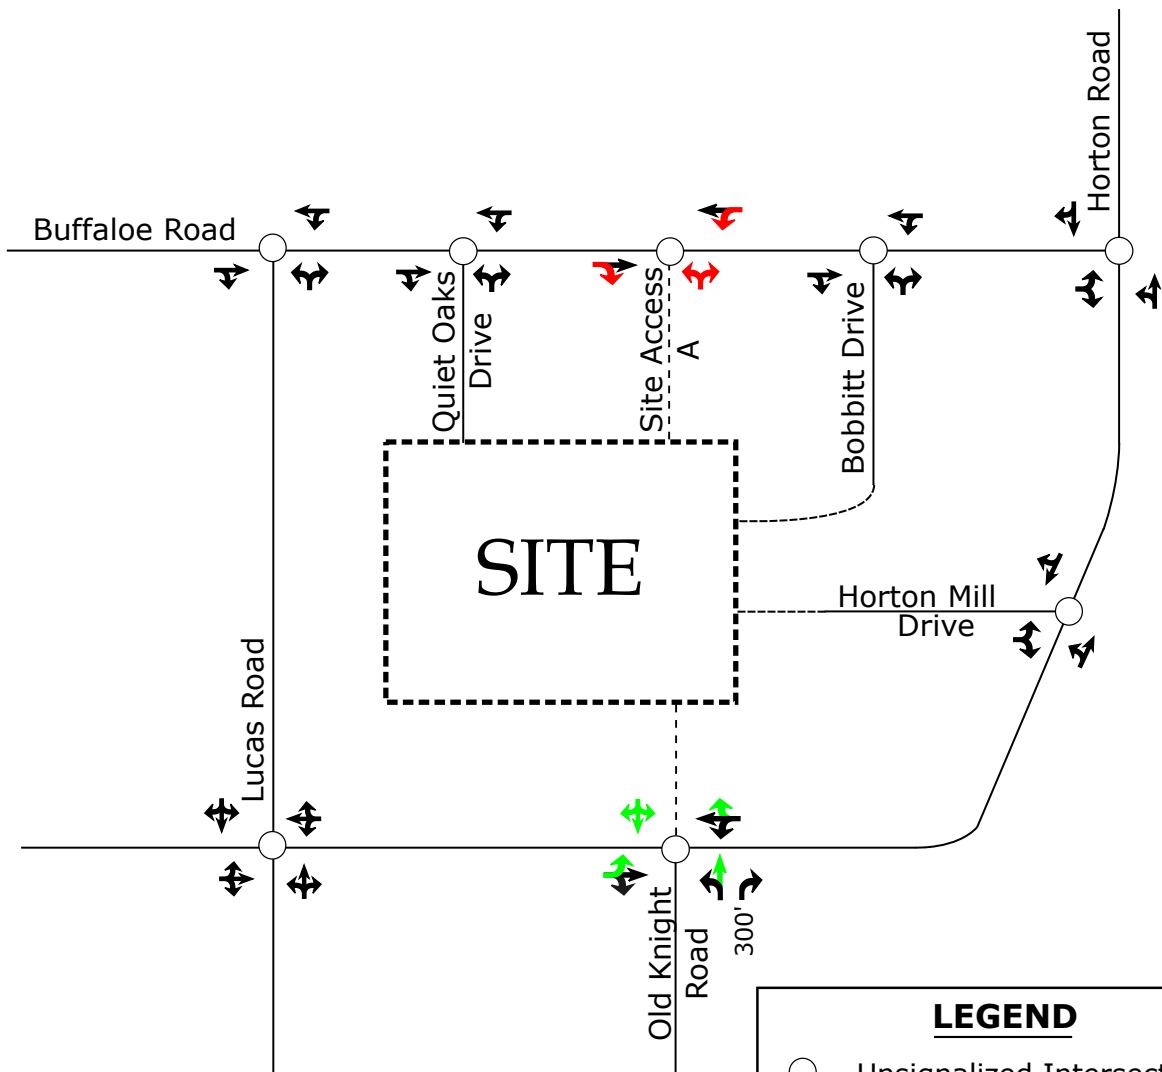 Horton Road
Buffaloe Road
Quiet Oaks
Drive
Site Access
A
Bobbitt Drive
SITE
Horton Mill
Drive
Lucas Road
Old Knight
Road
300'
LEGEND